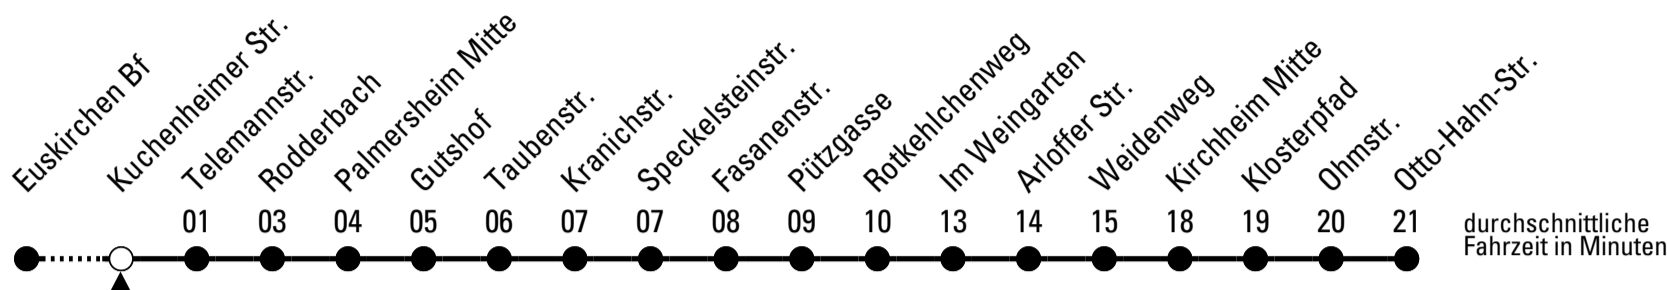 Euskirchen Bf
Kuchenheimer Str.
Telemannstr.
Rodderbach
Palmersheim Mitte
Gutshof
Taubenstr.
Kranichstr.
Speckelsteinstr.
Fasanenstr.
Pützgasse
Rotkehlchenweg
Im Weingarten
Arloffer Str.
Weidenweg
Kirchheim Mitte
Klosterpfad
Ohmstr.
Otto-Hahn-Str.
01 03 04 05 06 07 07 08 09 10 13 14 15 18 19 20 21
durchschnittliche
Fahrzeit in Minuten